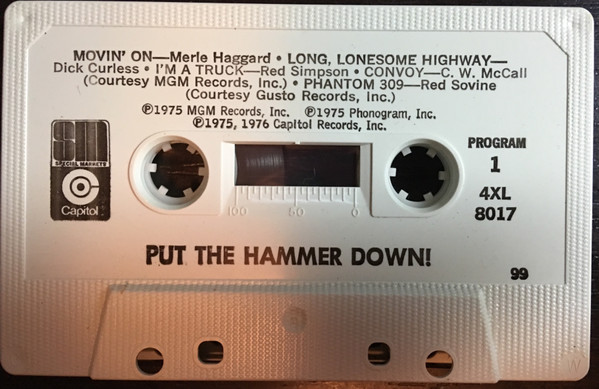 MOVIN' ON—Merle Haggard • LONG, LONESOME HIGHWAY—
Dick Curless • I'M A TRUCK—Red Simpson • CONVOY—C. W. McCall
(Courtesy MGM Records, Inc.) • PHANTOM 309—Red Sovine
(Courtesy Gusto Records, Inc.)
℗1975 MGM Records, Inc. ℗1975 Phonogram, Inc.
℗1975, 1976 Capitol Records, Inc.
SPECIAL MARKETS
Capitol
PROGRAM
1
4XL
8017
100 50 0
PUT THE HAMMER DOWN!
99